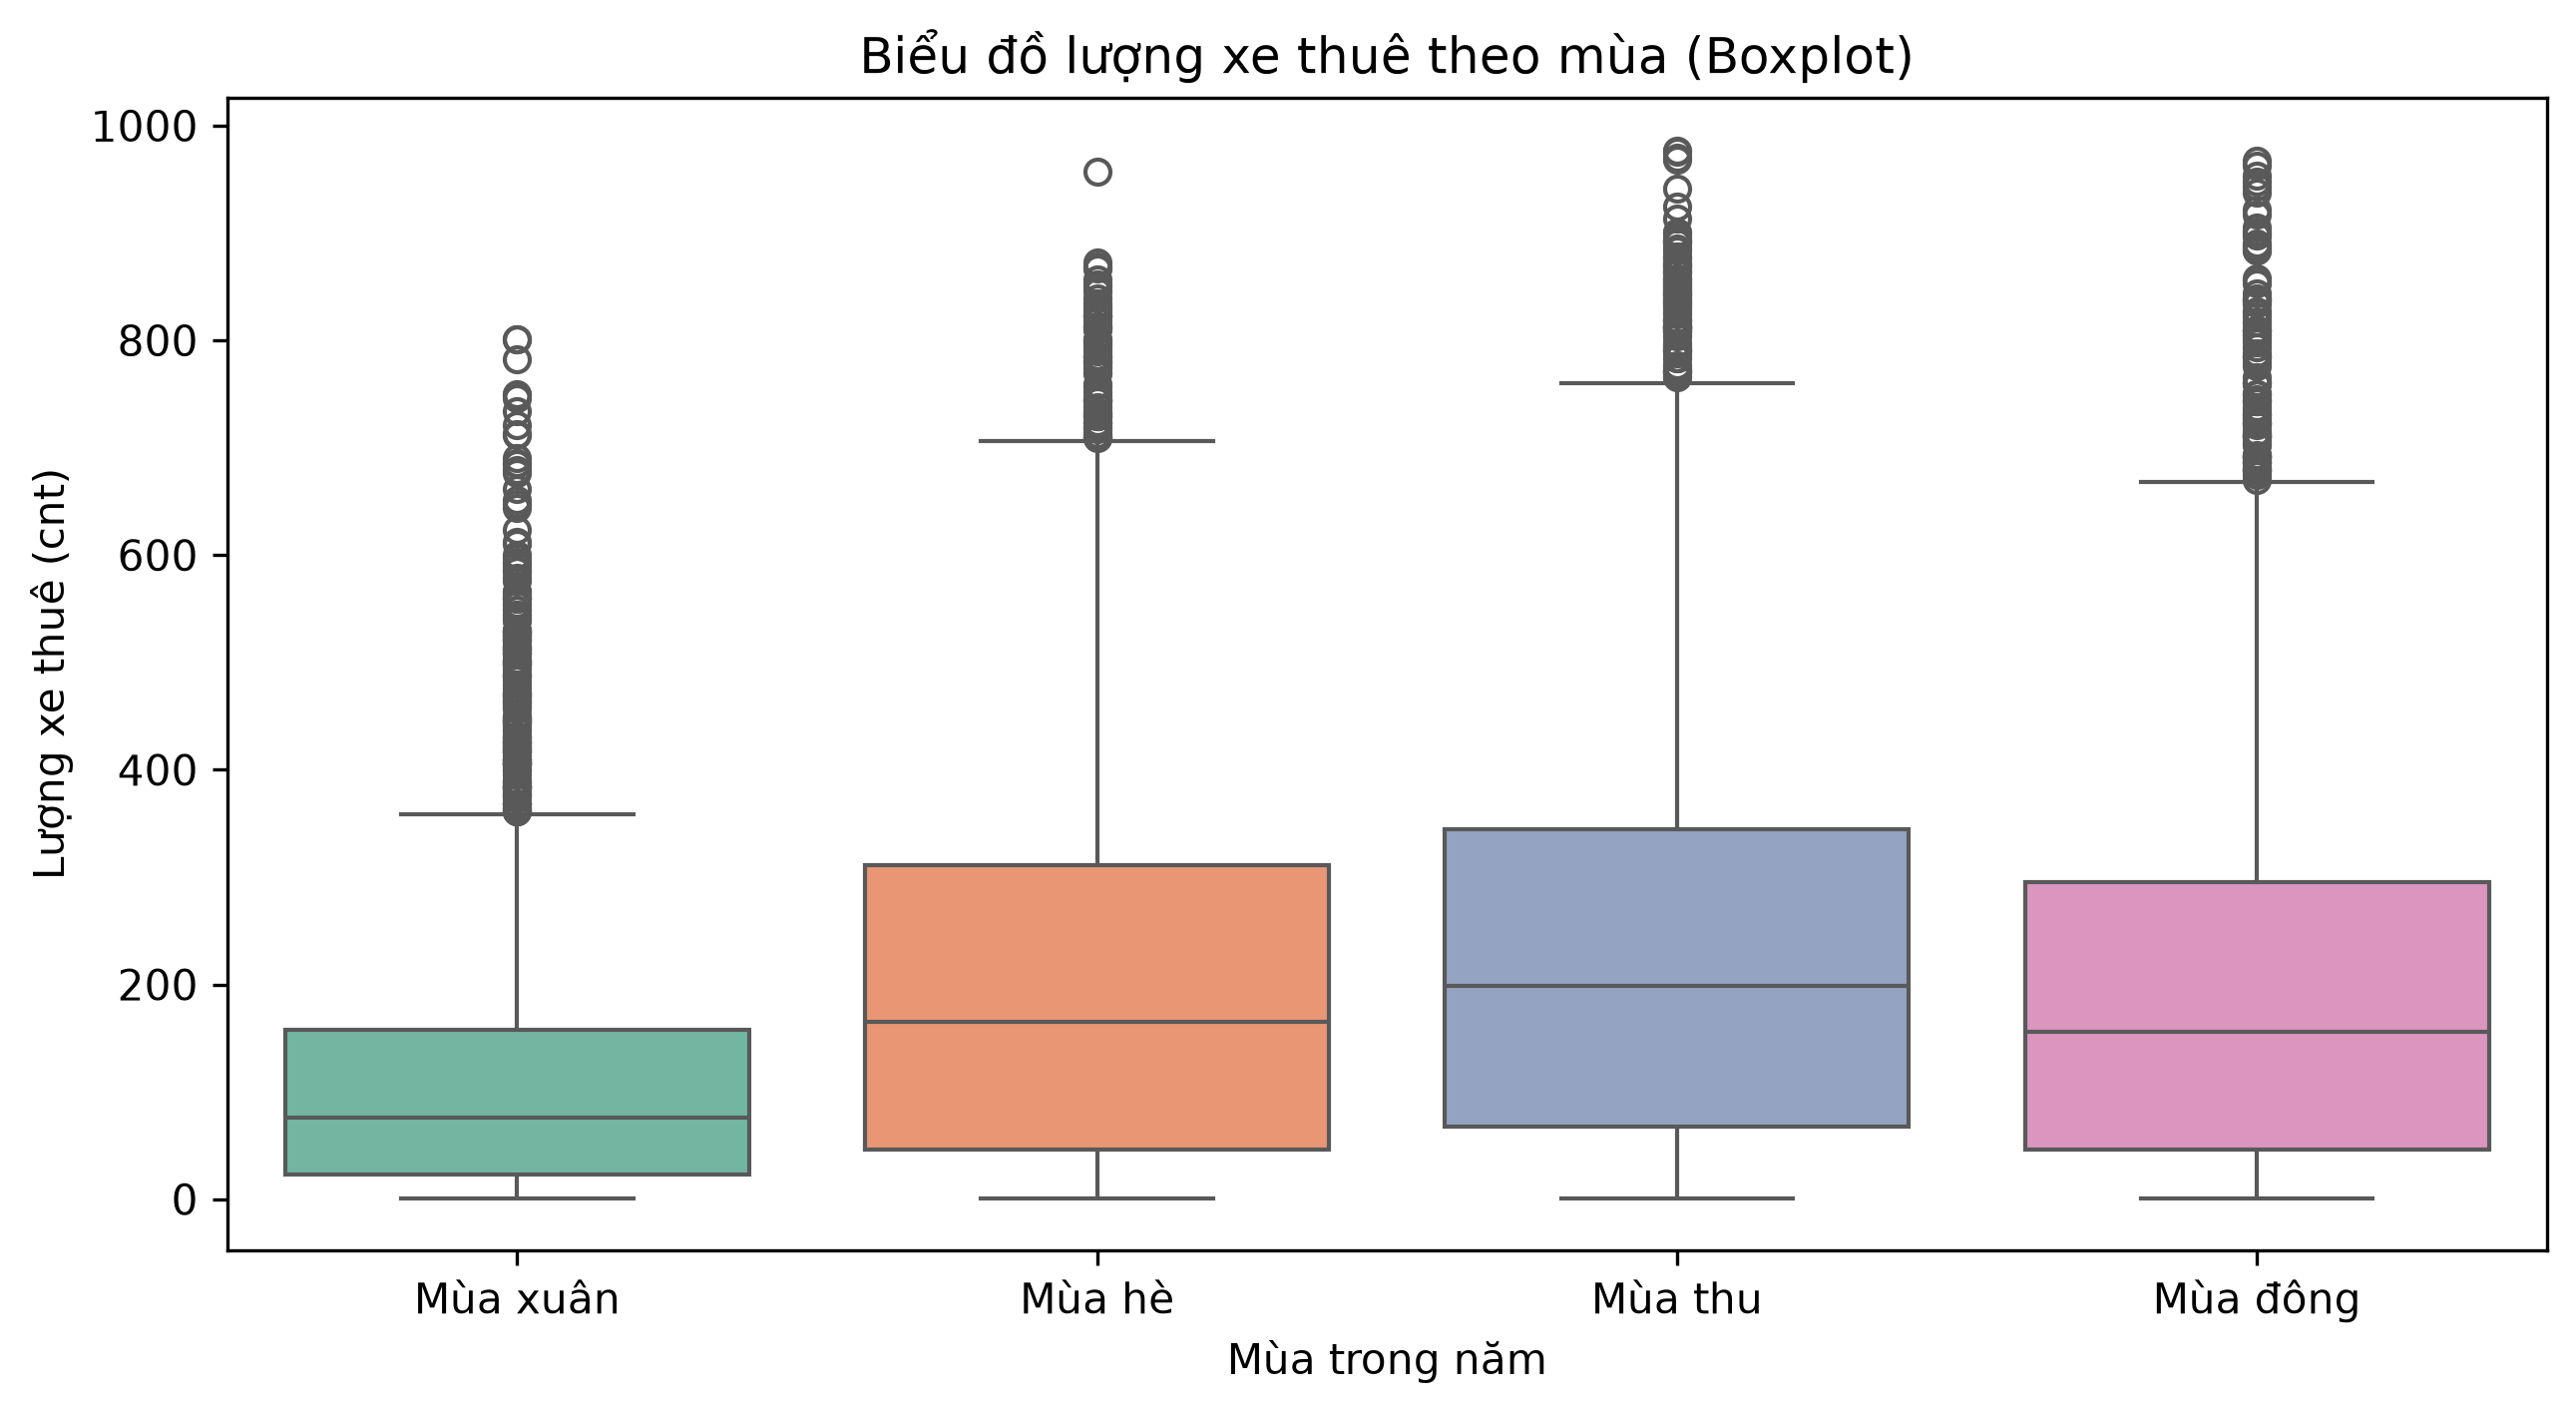 Biểu đồ lượng xe thuê theo mùa (Boxplot)
Lượng xe thuê (cnt)
1000
800
600
400
200
0
Mùa xuân
Mùa hè
Mùa thu
Mùa đông
Mùa trong năm